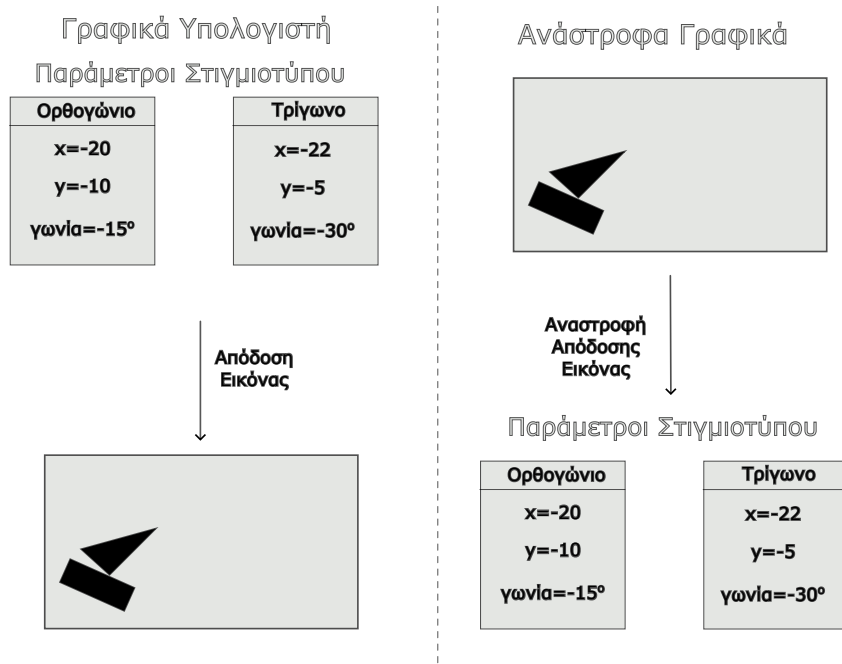 Γραφικά Υπολογιστή
Παράμετροι Στιγμιοτύπου
Ορθογώνιο
x=-20
y=-10
γωνία=-15º
Τρίγωνο
x=-22
y=-5
γωνία=-30º
Απόδοση
Εικόνας
Ανάστροφα Γραφικά
Αναστροφή
Απόδοσης
Εικόνας
Παράμετροι Στιγμιοτύπου
Ορθογώνιο
x=-20
y=-10
γωνία=-15º
Τρίγωνο
x=-22
y=-5
γωνία=-30º